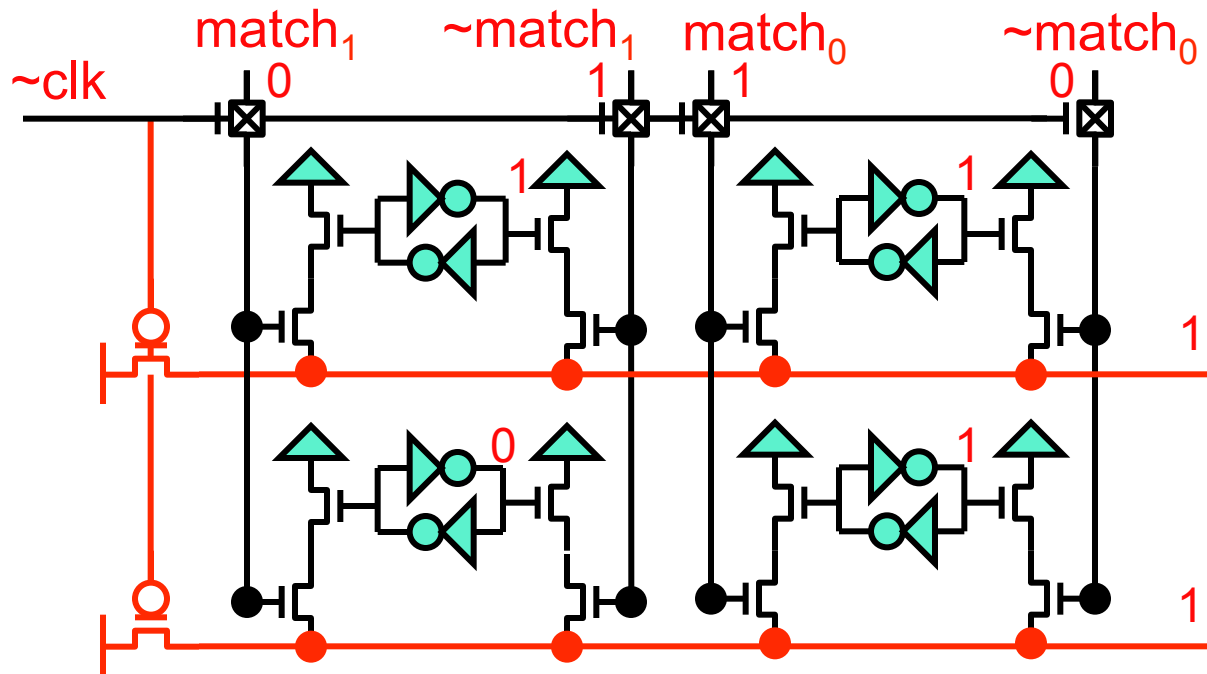 match₁ ~match₁ match₀ ~match₀
~clk 0 1 1 0
1 1
1
0 1
1